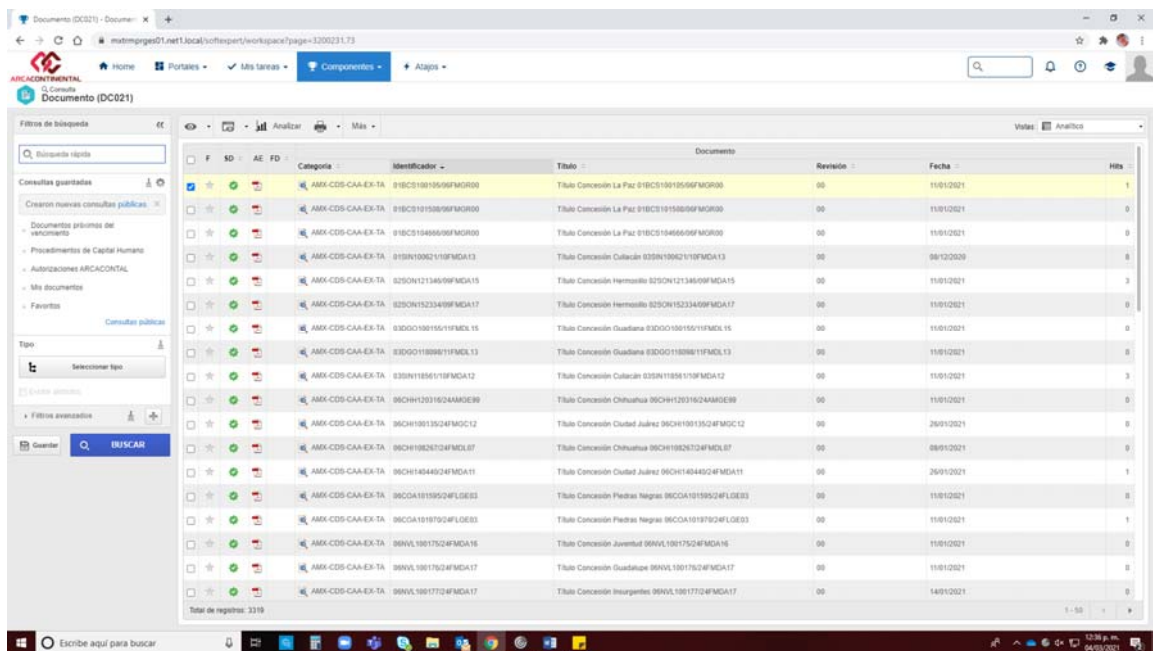 Documento (DC021) - Documen
mxtrmprges01.net1.local/softexpert/workspace?page=3200231,73
ARCACONTINENTAL
Home Portales Mis tareas Componentes Atajos
Consulta
Documento (DC021)
Filtros de búsqueda
Analizar Más
Vistas: Analítico
Búsqueda rápida
Consultas guardadas
Crearon nuevas consultas públicas
Documentos próximos del vencimiento
Procedimientos de Capital Humano
Autorizaciones ARCACONTAL
Mis documentos
Favoritos
Consultas públicas
Tipo
Seleccionar tipo
Filtros avanzados
Guardar BUSCAR
Documento
F SD AE FD Categoría Identificador Título Revisión Fecha Hits
AMX-CDS-CAA-EX-TA 01BCS100105/06FMGR00 Título Concesión La Paz 01BCS100105/06FMGR00 00 11/01/2021 1
AMX-CDS-CAA-EX-TA 01BCS101508/06FMGR00 Título Concesión La Paz 01BCS101508/06FMGR00 00 11/01/2021 0
AMX-CDS-CAA-EX-TA 01BCS104666/06FMGR00 Título Concesión La Paz 01BCS104666/06FMGR00 00 11/01/2021 0
AMX-CDS-CAA-EX-TA Título Concesión Culiacán 03SIN100621/10FMDA13 00 08/12/2020
AMX-CDS-CAA-EX-TA 02SON121346/09FMDA15 Título Concesión Hermosillo 02SON121346/09FMDA15 00 11/01/2021 3
AMX-CDS-CAA-EX-TA 02SON152334/09FMDA17 Título Concesión Hermosillo 02SON152334/09FMDA17 00 11/01/2021 0
AMX-CDS-CAA-EX-TA 03DGO100155/11FMDL15 Título Concesión Guadiana 03DGO100155/11FMDL15 00 11/01/2021 0
AMX-CDS-CAA-EX-TA 03DGO118098/11FMDL13 Título Concesión Guadiana 03DGO118098/11FMDL13 00 11/01/2021
AMX-CDS-CAA-EX-TA 03SIN118561/10FMDA12 Título Concesión Culiacán 03SIN118561/10FMDA12 00 11/01/2021 3
AMX-CDS-CAA-EX-TA 06CHH120316/24AMGE99 Título Concesión Chihuahua 06CHH120316/24AMGE99 00 11/01/2021 0
AMX-CDS-CAA-EX-TA 06CHI100135/24FMGC12 Título Concesión Ciudad Juárez 06CHI100135/24FMGC12 00 26/01/2021 0
AMX-CDS-CAA-EX-TA 06CHI108267/24FMDL07 Título Concesión Chihuahua 06CHI108267/24FMDL07 00 08/01/2021 0
AMX-CDS-CAA-EX-TA 06CHI140440/24FMDA11 Título Concesión Ciudad Juárez 06CHI140440/24FMDA11 00 26/01/2021 1
AMX-CDS-CAA-EX-TA 06COA101595/24FLGE03 Título Concesión Piedras Negras 06COA101595/24FLGE03 00 11/01/2021
AMX-CDS-CAA-EX-TA 06COA101970/24FLGE03 Título Concesión Piedras Negras 06COA101970/24FLGE03 00 11/01/2021 1
AMX-CDS-CAA-EX-TA 06NVL100175/24FMDA16 Título Concesión Juventud 06NVL100175/24FMDA16 00 11/01/2021 0
AMX-CDS-CAA-EX-TA 06NVL100176/24FMDA17 Título Concesión Guadalupe 06NVL100176/24FMDA17 00 11/01/2021 0
AMX-CDS-CAA-EX-TA 06NVL100177/24FMDA17 Título Concesión Insurgentes 06NVL100177/24FMDA17 00 14/01/2021 0
Total de registros: 3319
1 - 50
Escribe aquí para buscar
12:36 p. m.
04/03/2021